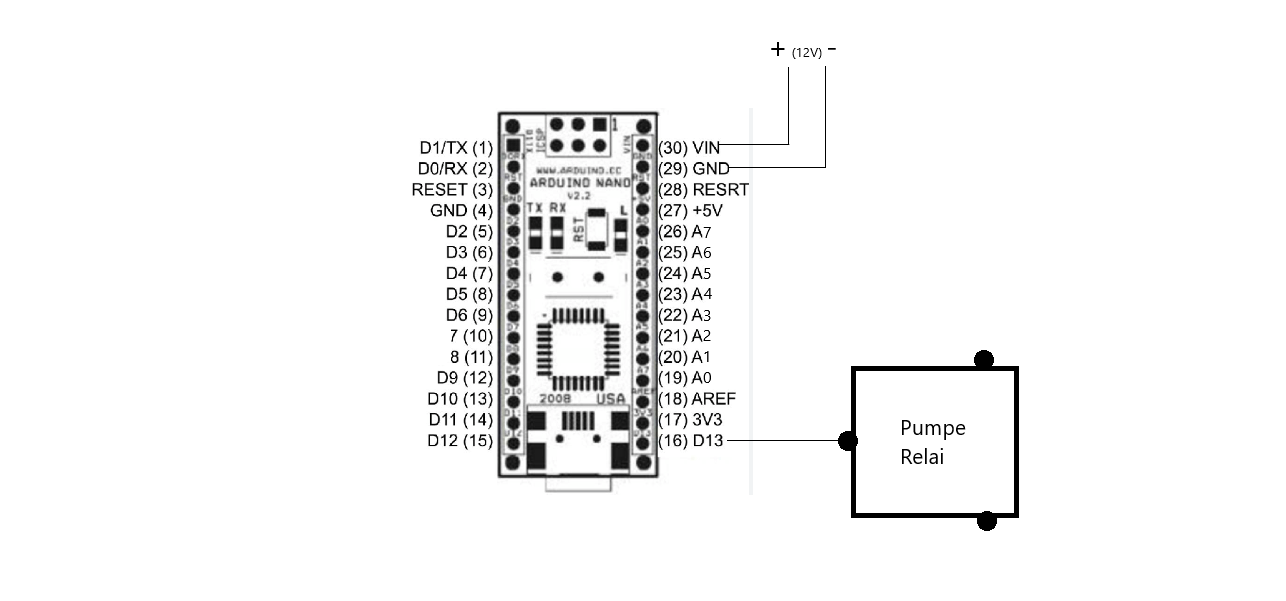 + (12V) -
D1/TX (1)
D0/RX (2)
RESET (3)
GND (4)
D2 (5)
D3 (6)
D4 (7)
D5 (8)
D6 (9)
7 (10)
8 (11)
D9 (12)
D10 (13)
D11 (14)
D12 (15)
1
ICSP
VIN
WWW.ARDUINO.CC
ARDUINO NANO
V2.2
TX RX
RST
L
2008 USA
(30) VIN
(29) GND
(28) RESRT
(27) +5V
(26) A7
(25) A6
(24) A5
(23) A4
(22) A3
(21) A2
(20) A1
(19) A0
(18) AREF
(17) 3V3
(16) D13
Pumpe
Relai